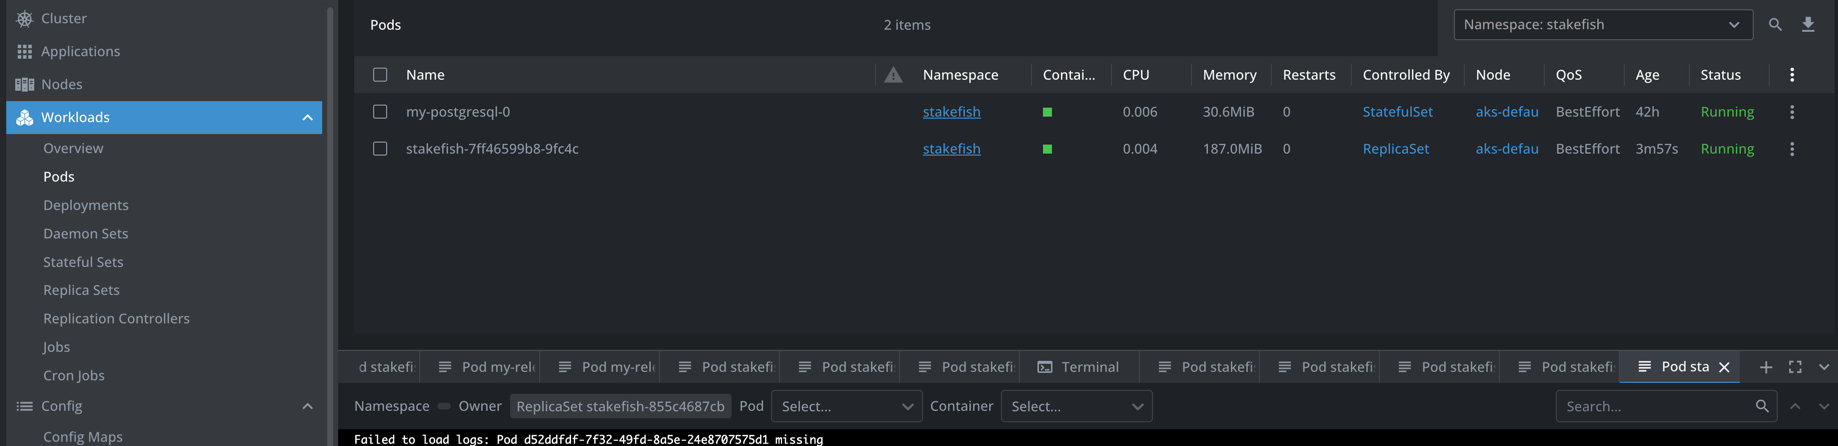 Cluster
Applications
Nodes
Workloads
Overview
Pods
Deployments
Daemon Sets
Stateful Sets
Replica Sets
Replication Controllers
Jobs
Cron Jobs
Config
Config Maps
Pods 2 items Namespace: stakefish
Name Namespace Contai... CPU Memory Restarts Controlled By Node QoS Age Status
my-postgresql-0 stakefish 0.006 30.6MiB 0 StatefulSet aks-defau BestEffort 42h Running
stakefish-7ff46599b8-9fc4c stakefish 0.004 187.0MiB 0 ReplicaSet aks-defau BestEffort 3m57s Running
d stakefi Pod my-rele Pod my-rele Pod stakefi Pod stakefi Pod stakefi Terminal Pod stakefi Pod stakefi Pod stakefi Pod stakefi Pod sta
Namespace Owner ReplicaSet stakefish-855c4687cb Pod Select... Container Select... Search...
Failed to load logs: Pod d52ddfdf-7f32-49fd-8a5e-24e8707575d1 missing